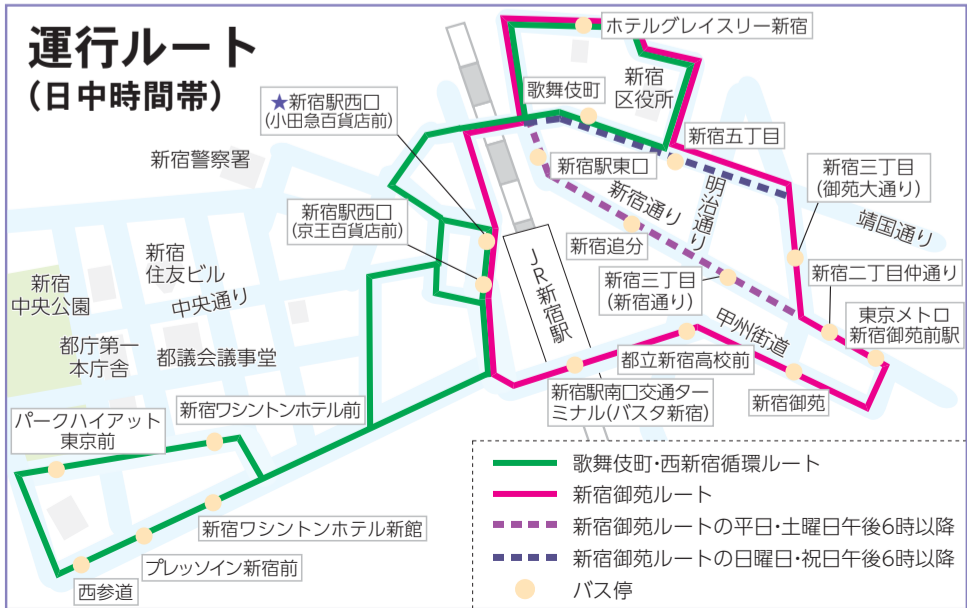 運行ルート
(日中時間帯)
ホテルグレイスリー新宿
歌舞伎町
新宿
区役所
★新宿駅西口
(小田急百貨店前)
新宿五丁目
新宿警察署
新宿駅東口
新宿三丁目
(御苑大通り)
新宿駅西口
(京王百貨店前)
新宿通り
明治通り
靖国通り
新宿追分
新宿
住友ビル
新宿
中央公園
中央通り
JR新宿駅
新宿三丁目
(新宿通り)
新宿二丁目仲通り
東京メトロ
新宿御苑前駅
甲州街道
都庁第一
本庁舎
都議会議事堂
都立新宿高校前
新宿駅南口交通ター
ミナル(バスタ新宿)
新宿御苑
パークハイアット
東京前
新宿ワシントンホテル前
新宿ワシントンホテル新館
プレッソイン新宿前
西参道
歌舞伎町・西新宿循環ルート
新宿御苑ルート
新宿御苑ルートの平日・土曜日午後6時以降
新宿御苑ルートの日曜日・祝日午後6時以降
バス停